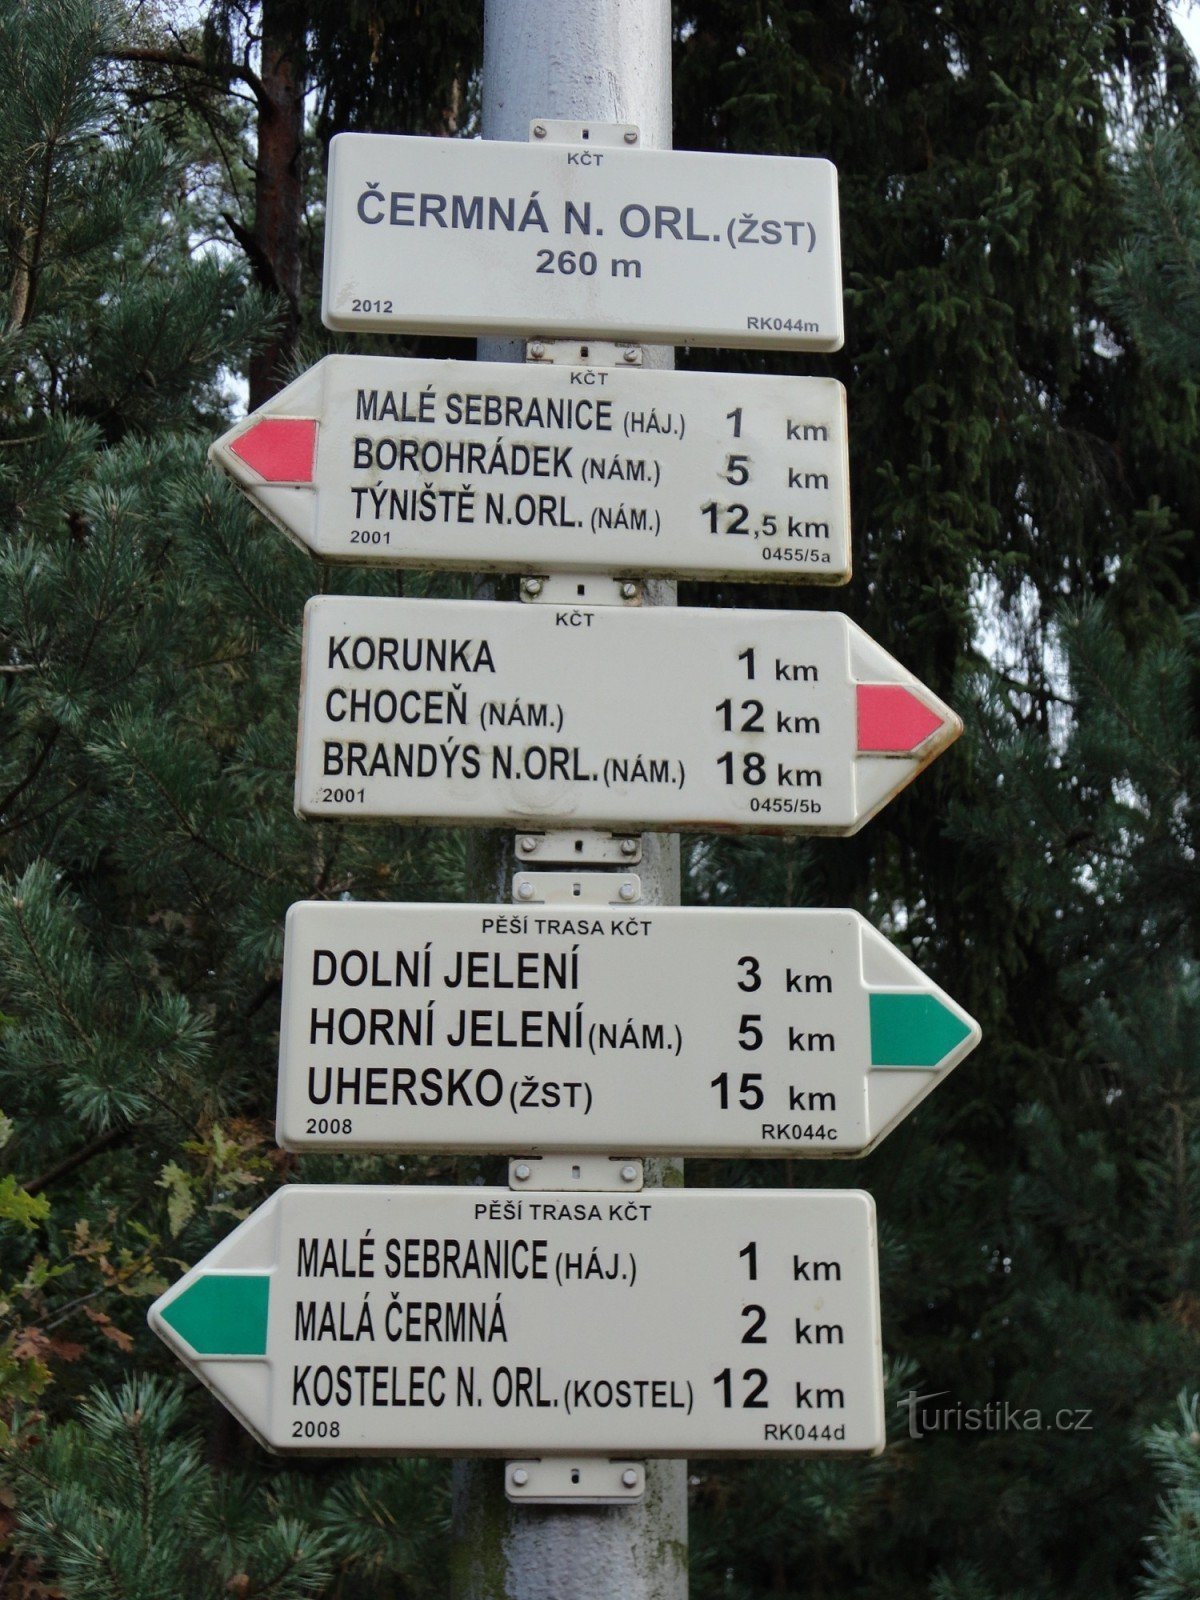 KČT
ČERMNÁ N. ORL. (ŽST)
260 m
2012 RK044m
KČT
MALÉ SEBRANICE (HÁJ.) 1 km
BOROHRÁDEK (NÁM.) 5 km
TÝNIŠTĚ N.ORL. (NÁM.) 12,5 km
2001 0455/5a
KČT
KORUNKA 1 km
CHOCEŇ (NÁM.) 12 km
BRANDÝS N.ORL. (NÁM.) 18 km
2001 0455/5b
PĚŠÍ TRASA KČT
DOLNÍ JELENÍ 3 km
HORNÍ JELENÍ (NÁM.) 5 km
UHERSKO (ŽST) 15 km
2008 RK044c
PĚŠÍ TRASA KČT
MALÉ SEBRANICE (HÁJ.) 1 km
MALÁ ČERMNÁ 2 km
KOSTELEC N. ORL. (KOSTEL) 12 km
2008 RK044d
Turistika.cz